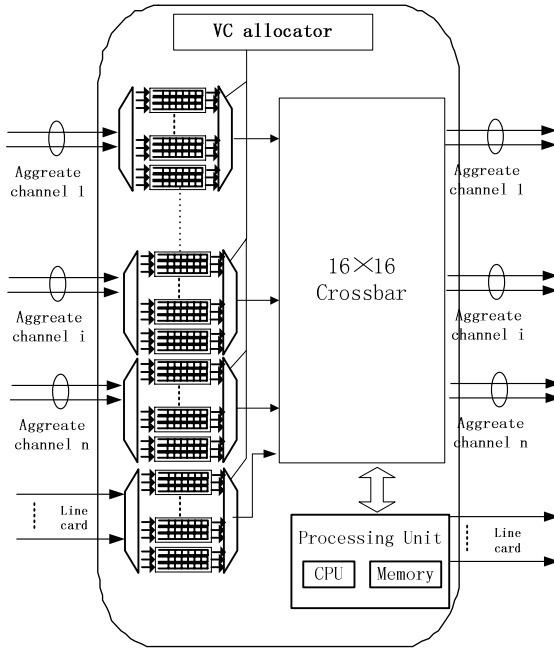 VC allocator
Aggreate
channel 1
Aggreate
channel i
Aggreate
channel n
Line
card
16×16
Crossbar
Aggreate
channel 1
Aggreate
channel i
Aggreate
channel n
Processing Unit
CPU
Memory
Line
card